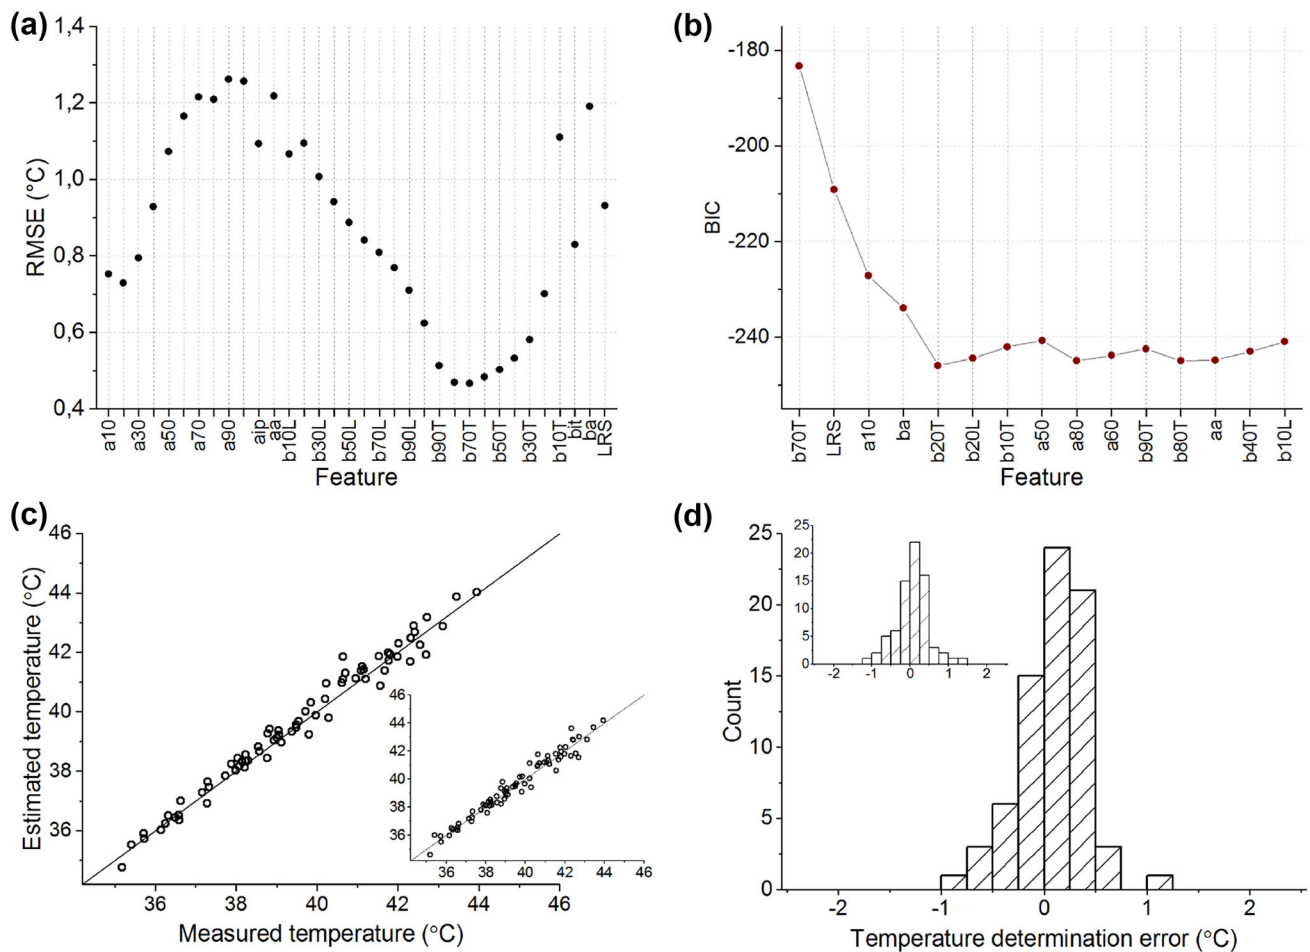 (a)
1,4
1,2
1,0
0,8
0,6
0,4
RMSE (°C)
a10
a30
a50
a70
a90
aip
aa
b10L
b30L
b50L
b70L
b90L
b90T
b70T
b50T
b30T
b10T
bit
ba
LRS
Feature
(b)
-180
-200
-220
-240
BIC
b70T
LRS
a10
ba
b20T
b20L
b10T
a50
a80
a60
b90T
b80T
aa
b40T
b10L
Feature
(c)
46
44
42
40
38
36
Estimated temperature (°C)
36 38 40 42 44 46
Measured temperature (°C)
46
44
42
40
38
36
36 38 40 42 44 46
(d)
25
20
15
10
5
0
Count
-2 -1 0 1 2
Temperature determination error (°C)
25
20
15
10
5
0
-2 -1 0 1 2